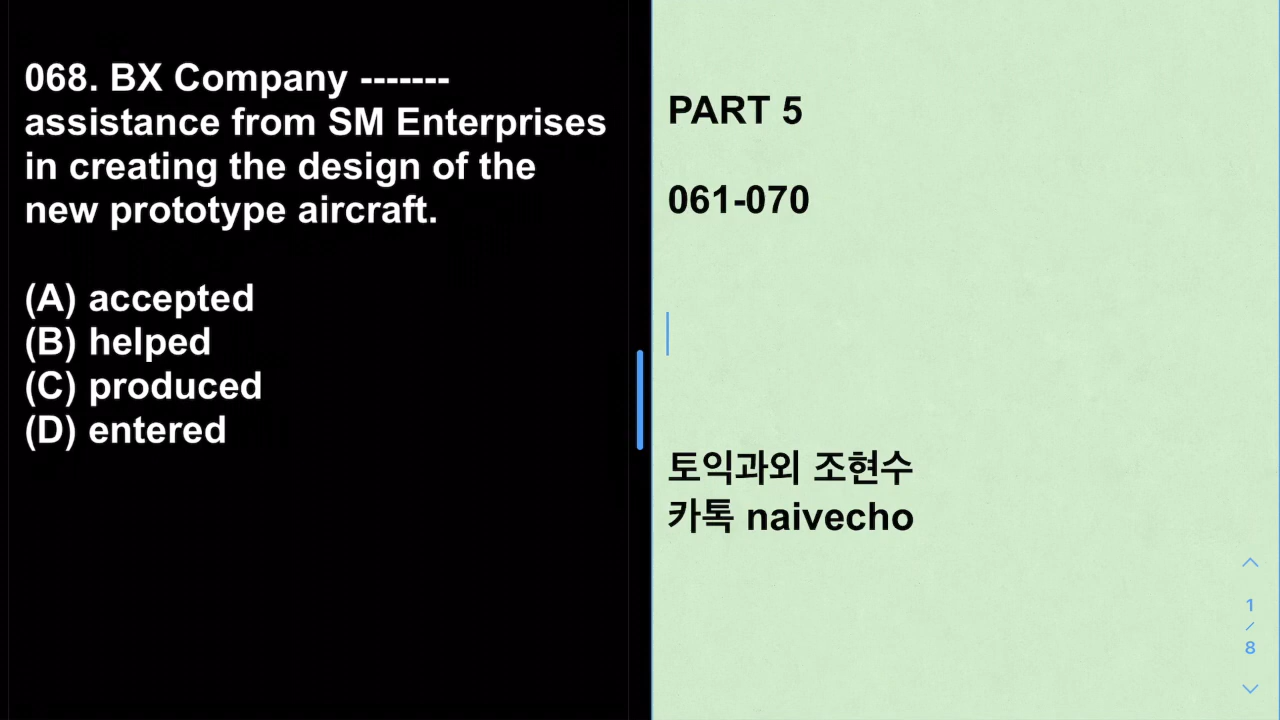 068. BX Company -------
assistance from SM Enterprises
in creating the design of the
new prototype aircraft.
(A) accepted
(B) helped
(C) produced
(D) entered
PART 5
061-070
토익과외 조현수
카톡 naivecho
1
/
8